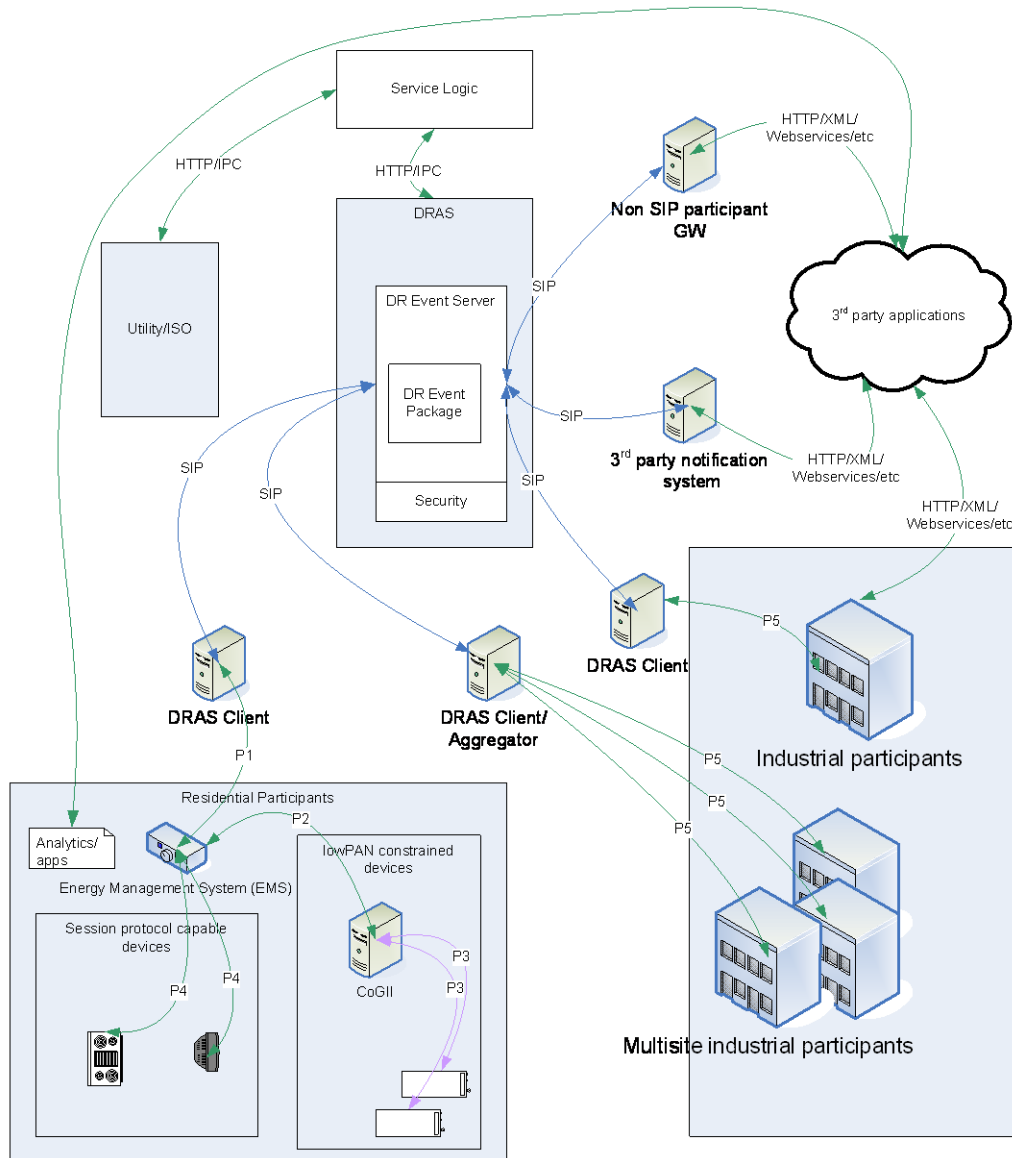 Service Logic
HTTP/XML/
Webservices/etc
HTTP/IPC
HTTP/IPC
Non SIP participant
GW
DRAS
SIP
DR Event Server
Utility/ISO
3rd party applications
DR Event
Package
SIP
3rd party notification
system
HTTP/XML/
Webservices/etc
SIP
SIP
SIP
Security
HTTP/XML/
Webservices/etc
P5
DRAS Client
DRAS Client
DRAS Client/
Aggregator
P1
Industrial participants
P5
P5
P5
Residential Participants
P2
Analytics/
apps
lowPAN constrained
devices
Energy Management System (EMS)
Session protocol capable
devices
P4
P4
CoGII
P3
P3
Multisite industrial participants